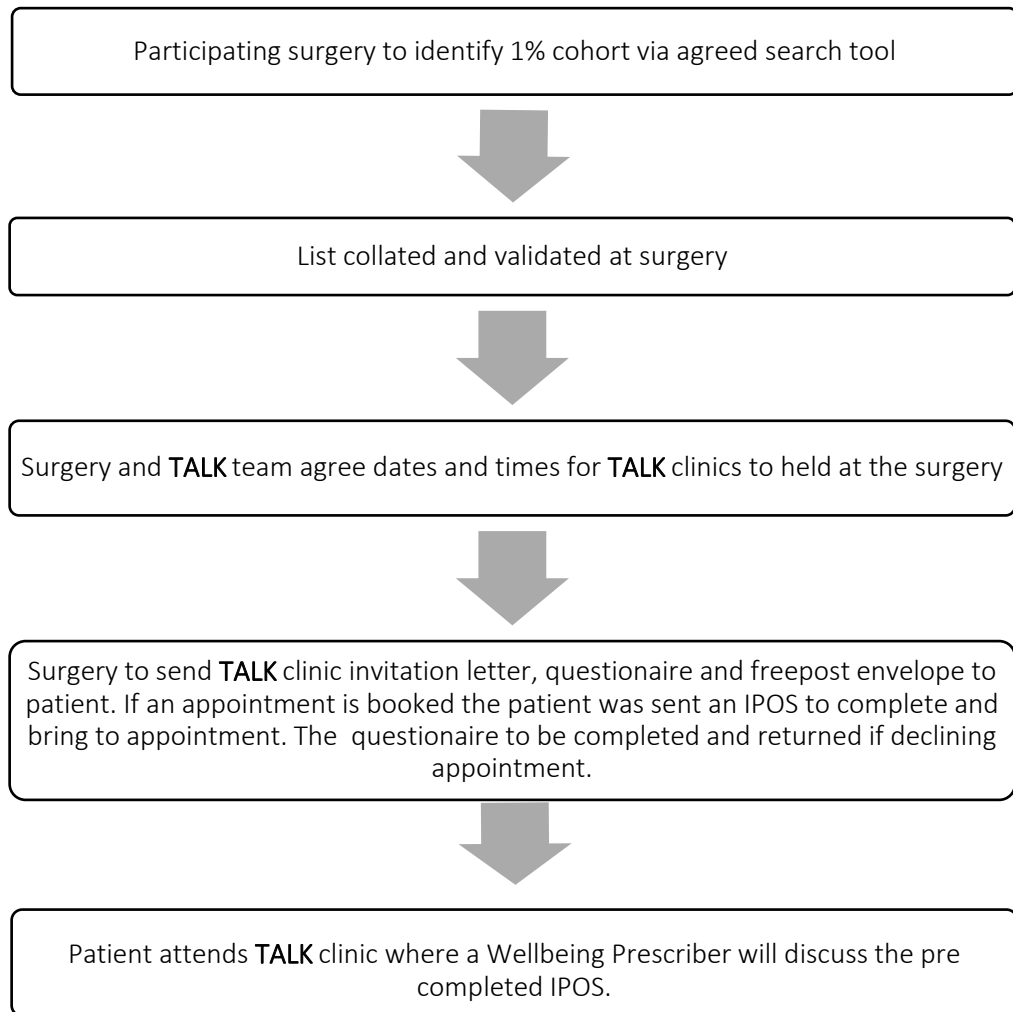 Participating surgery to identify 1% cohort via agreed search tool
List collated and validated at surgery
Surgery and TALK team agree dates and times for TALK clinics to held at the surgery
Surgery to send TALK clinic invitation letter, questionaire and freepost envelope to
patient. If an appointment is booked the patient was sent an IPOS to complete and
bring to appointment. The  questionaire to be completed and returned if declining
appointment.
Patient attends TALK clinic where a Wellbeing Prescriber will discuss the pre
completed IPOS.